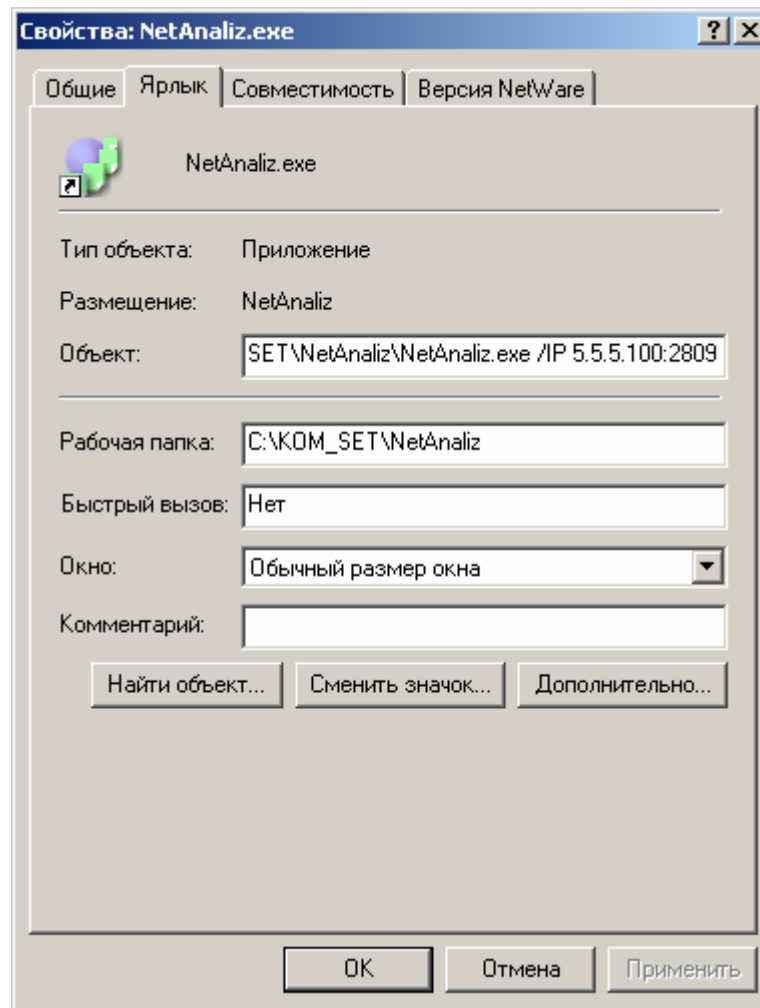 Свойства: NetAnaliz.exe
Общие Ярлык Совместимость Версия NetWare
NetAnaliz.exe
Тип объекта: Приложение
Размещение: NetAnaliz
Объект: SET\NetAnaliz\NetAnaliz.exe /IP 5.5.5.100:2809
Рабочая папка: C:\KOM_SET\NetAnaliz
Быстрый вызов: Нет
Окно: Обычный размер окна
Комментарий:
Найти объект... Сменить значок... Дополнительно...
OK Отмена Применить